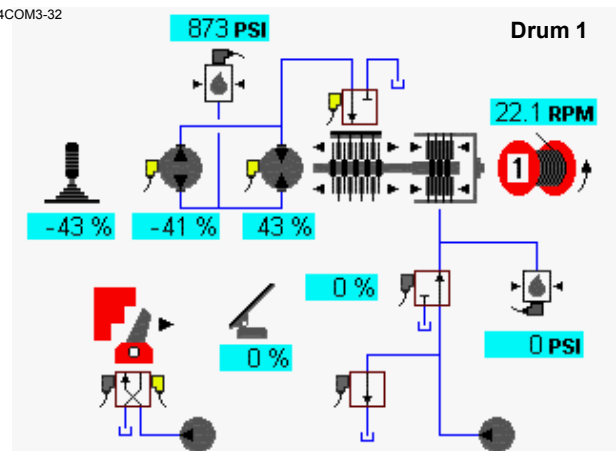 4COM3-32
873 PSI
Drum 1
22.1 RPM
1
-43 %
-41 %
43 %
0 %
0 %
0 PSI